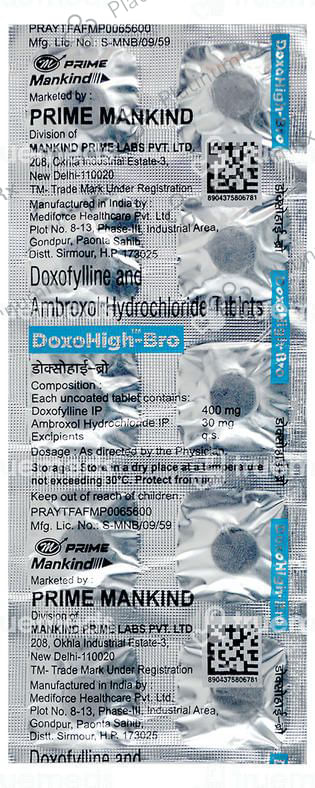 PRAYTFAFMP0065600
Mfg. Lic. No.: S-MNB/09/59
PRIME
Mankind
Marketed by :
PRIME MANKIND
Division of
MANKIND PRIME LABS PVT. LTD.
208, Okhla Industrial Estate-3,
New Delhi-110020
TM- Trade Mark Under Registration
Manufactured in India by :
Mediforce Healthcare Pvt. Ltd.
Plot No. 8-13, Phase-III, Industrial Area,
Gondpur, Paonta Sahib,
Distt. Sirmour, H.P. 173025
8904375806781
Doxofylline and
Ambroxol Hydrochloride Tablets
DoxoHigh™-Bro
डोक्सोहाई-ब्रो
Composition :
Each uncoated tablet contains:
Doxofylline IP 400 mg
Ambroxol Hydrochloride IP 30 mg
Excipients q.s.
Dosage : As directed by the Physician.
Storage : Store in a dry place at a temperature
not exceeding 30°C. Protect from light.
Keep out of reach of children.
PRAYTFAFMP0065600
Mfg. Lic. No.: S-MNB/09/59
PRIME
Mankind
Marketed by :
PRIME MANKIND
Division of
MANKIND PRIME LABS PVT. LTD.
208, Okhla Industrial Estate-3,
New Delhi-110020
TM- Trade Mark Under Registration
Manufactured in India by :
Mediforce Healthcare Pvt. Ltd.
Plot No. 8-13, Phase-III, Industrial Area,
Gondpur, Paonta Sahib,
Distt. Sirmour, H.P. 173025
8904375806781
Doxofylline and
DoxoHigh-Bro
डोक्सोहाई-ब्रो
DoxoHigh-Bro
डोक्सोहाई-ब्रो
DoxoHigh-Bro
डोक्सोहाई-ब्रो